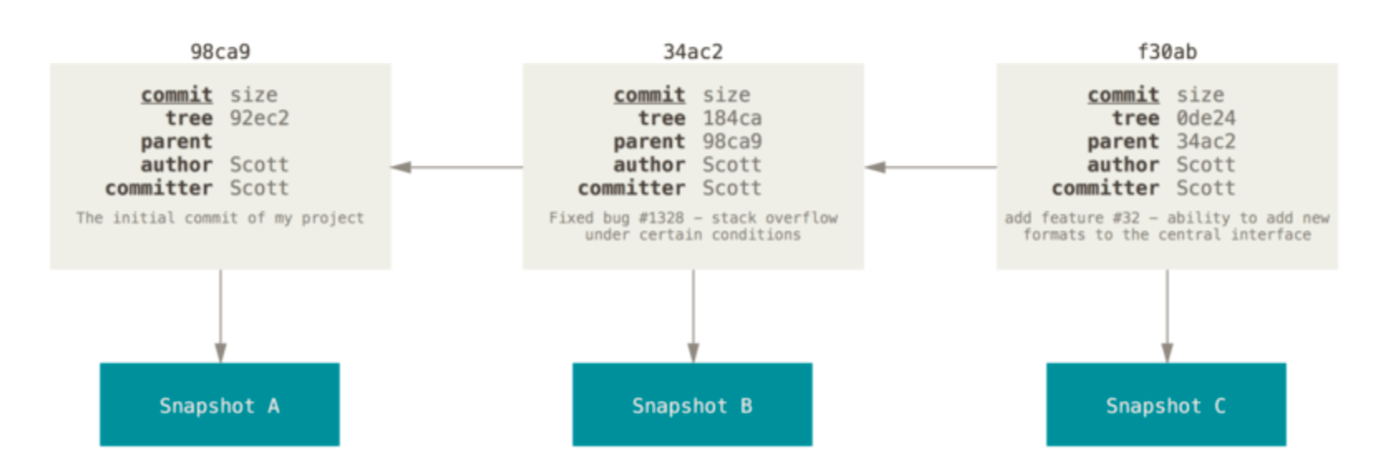 98ca9
commit size
tree 92ec2
parent
author Scott
committer Scott
The initial commit of my project
Snapshot A
34ac2
commit size
tree 184ca
parent 98ca9
author Scott
committer Scott
Fixed bug #1328 – stack overflow
under certain conditions
Snapshot B
f30ab
commit size
tree 0de24
parent 34ac2
author Scott
committer Scott
add feature #32 – ability to add new
formats to the central interface
Snapshot C